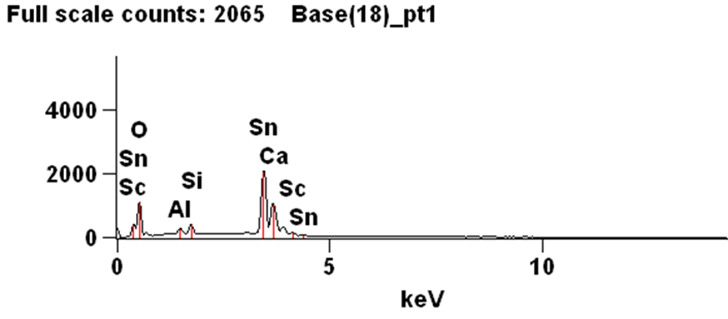 Full scale counts: 2065 Base(18)_pt1
4000
O
Sn
Sn
Ca
2000
Sc
Si
Sc
Al
Sn
0
0 5 10
keV